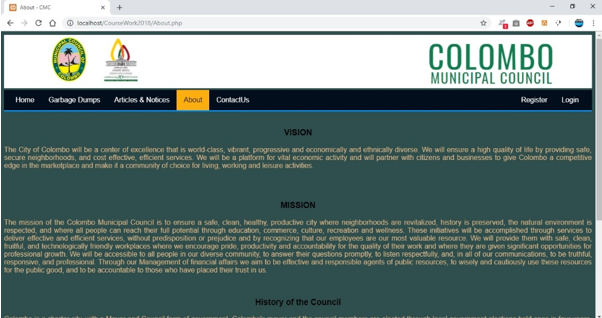 About - CMC
localhost/CourseWork2018/About.php
COLOMBO
MUNICIPAL COUNCIL
Home Garbage Dumps Articles & Notices About ContactUs Register Login
VISION
The City of Colombo will be a center of excellence that is world-class, vibrant, progressive and economically and ethnically diverse. We will ensure a high quality of life by providing safe,
secure neighborhoods, and cost effective, efficient services. We will be a platform for vital economic activity and will partner with citizens and businesses to give Colombo a competitive
edge in the marketplace and make it a community of choice for living, working and leisure activities.
MISSION
The mission of the Colombo Municipal Council is to ensure a safe, clean, healthy, productive city where neighborhoods are revitalized, history is preserved, the natural environment is
respected, and where all people can reach their full potential through education, commerce, culture, recreation and wellness. These initiatives will be accomplished through services to
deliver effective and efficient services, without predisposition or prejudice and by recognizing that our employees are our most valuable resource. We will provide them with safe, clean,
fruitful, and technologically friendly workplaces where we encourage pride, productivity and accountability for the quality of their work and where they are given significant opportunities for
professional growth. We will be accessible to all people in our diverse community, to answer their questions promptly, to listen respectfully, and, in all of our communications, to be truthful,
responsive, and professional. Through our Management of financial affairs we aim to be effective and responsible agents of public resources, to wisely and cautiously use these resources
for the public good, and to be accountable to those who have placed their trust in us.
History of the Council